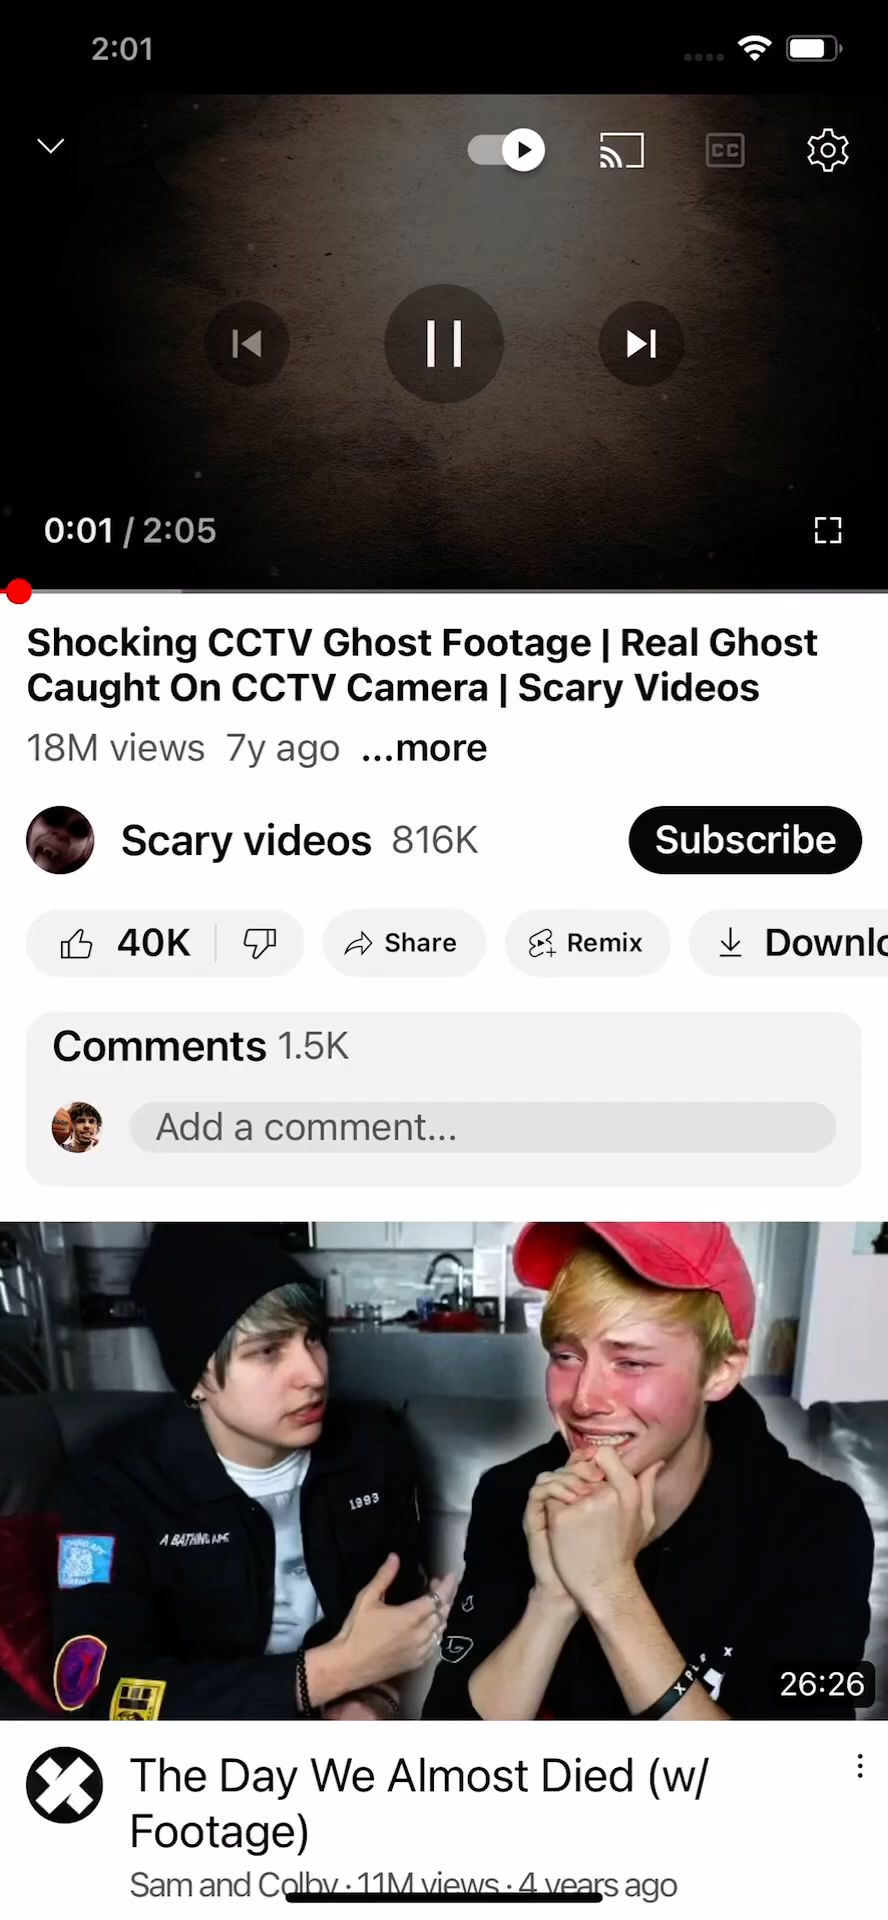 2:01
CC
0:01 / 2:05
Shocking CCTV Ghost Footage | Real Ghost
Caught On CCTV Camera | Scary Videos
18M views 7y ago ...more
Scary videos 816K
Subscribe
40K
Share
Remix
Downlo
Comments 1.5K
Add a comment...
1993
A BATHING APE
XPLR X
26:26
The Day We Almost Died (w/
Footage)
Sam and Colby · 11M views · 4 years ago